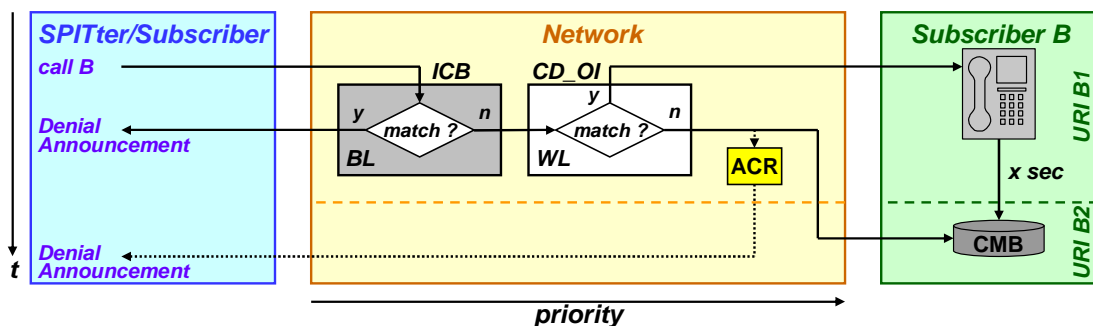 SPITter/Subscriber
Network
Subscriber B
call B
ICB
CD_OI
y
n
y
n
match ?
match ?
Denial
Announcement
BL
WL
ACR
URI B1
x sec
Denial
Announcement
CMB
URI B2
t
priority